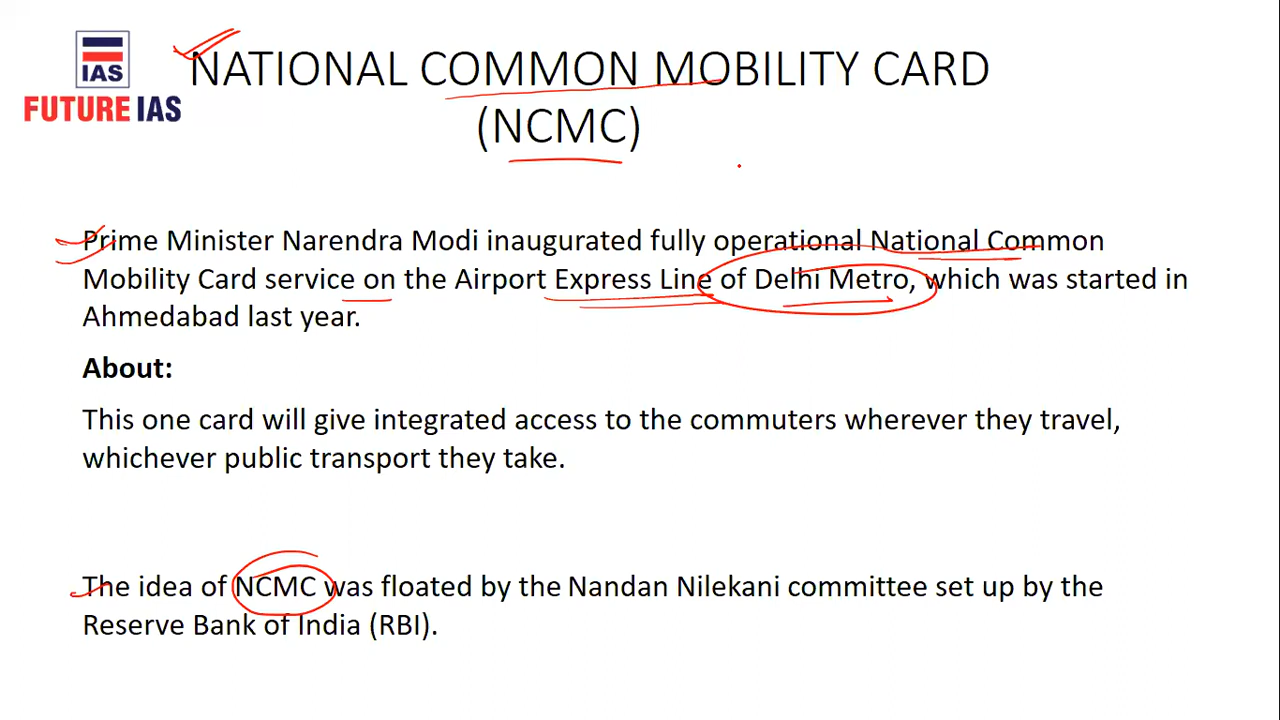 IAS
FUTURE IAS
NATIONAL COMMON MOBILITY CARD
(NCMC)
Prime Minister Narendra Modi inaugurated fully operational National Common
Mobility Card service on the Airport Express Line of Delhi Metro, which was started in
Ahmedabad last year.
About:
This one card will give integrated access to the commuters wherever they travel,
whichever public transport they take.
The idea of NCMC was floated by the Nandan Nilekani committee set up by the
Reserve Bank of India (RBI).